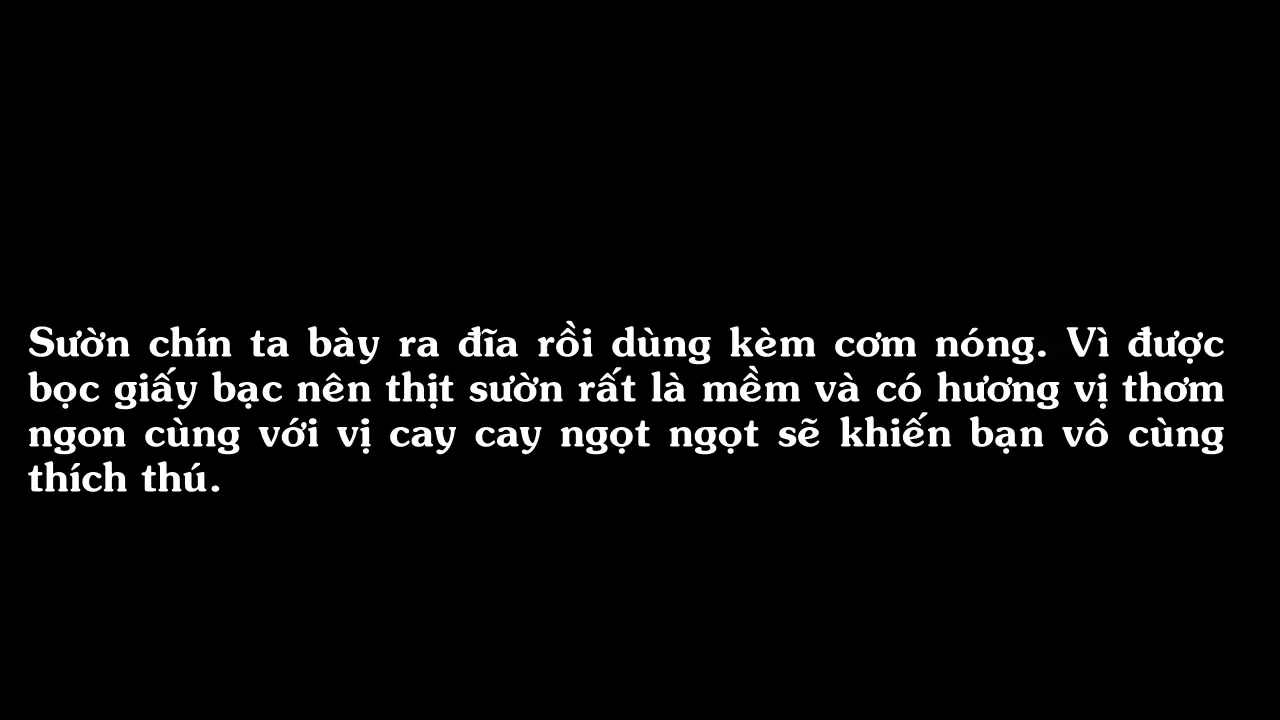 Sườn chín ta bày ra đĩa rồi dùng kèm cơm nóng. Vì được
bọc giấy bạc nên thịt sườn rất là mềm và có hương vị thơm
ngon cùng với vị cay cay ngọt ngọt sẽ khiến bạn vô cùng
thích thú.